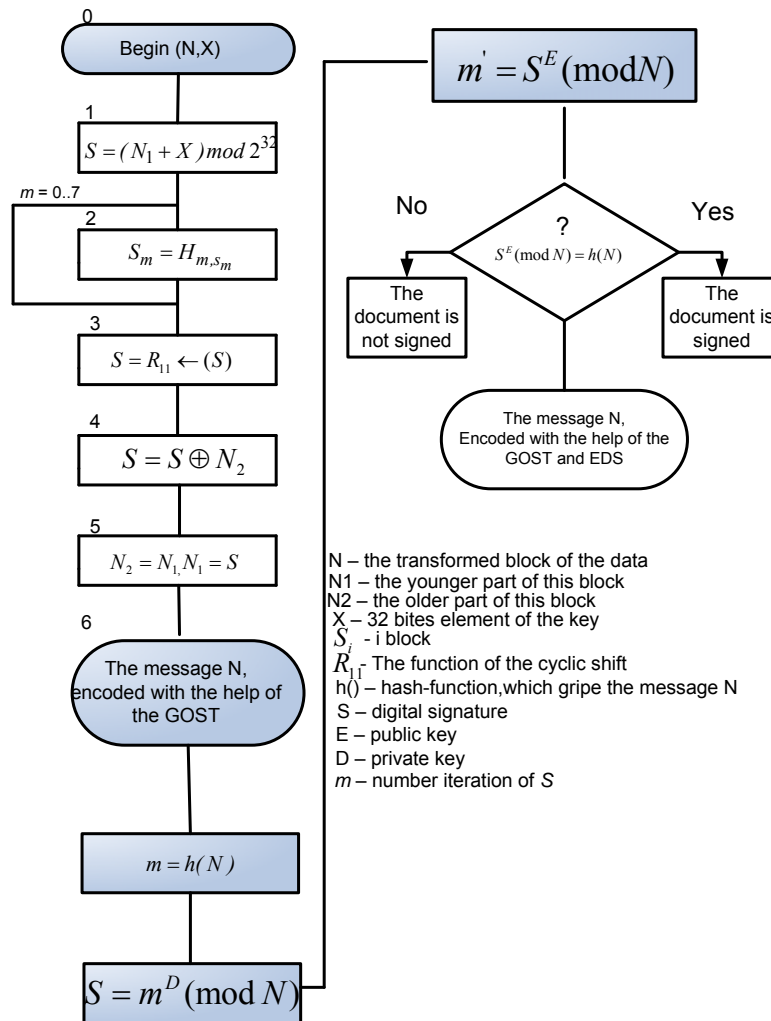 0
Begin (N,X)
1
S = (N₁ + X) mod 2³²
m = 0..7
2
Sₘ = H_{m,sₘ}
3
S = R₁₁ ← (S)
4
S = S ⊕ N₂
5
N₂ = N₁, N₁ = S
6
The message N,
encoded with the help of
the GOST
m = h(N)
S = m^D (mod N)
m' = S^E (mod N)
No
Yes
?
S^E (mod N) = h(N)
The
document is
not signed
The
document is
signed
The message N,
Encoded with the help of the
GOST and EDS
N – the transformed block of the data
N1 – the younger part of this block
N2 – the older part of this block
X – 32 bites element of the key
S_i - i block
R₁₁ - The function of the cyclic shift
h() – hash-function,which gripe the message N
S – digital signature
E – public key
D – private key
m – number iteration of S